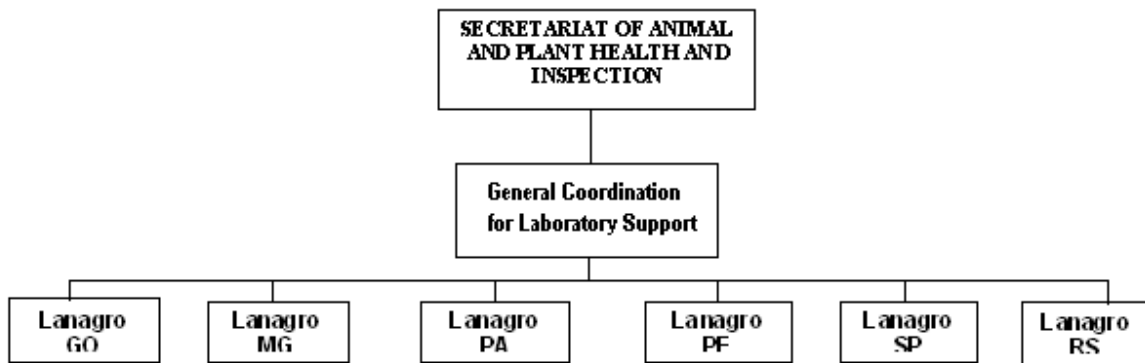 SECRETARIAT OF ANIMAL
AND PLANT HEALTH AND
INSPECTION
General Coordination
for Laboratory Support
Lanagro
GO
Lanagro
MG
Lanagro
PA
Lanagro
PE
Lanagro
SP
Lanagro
RS